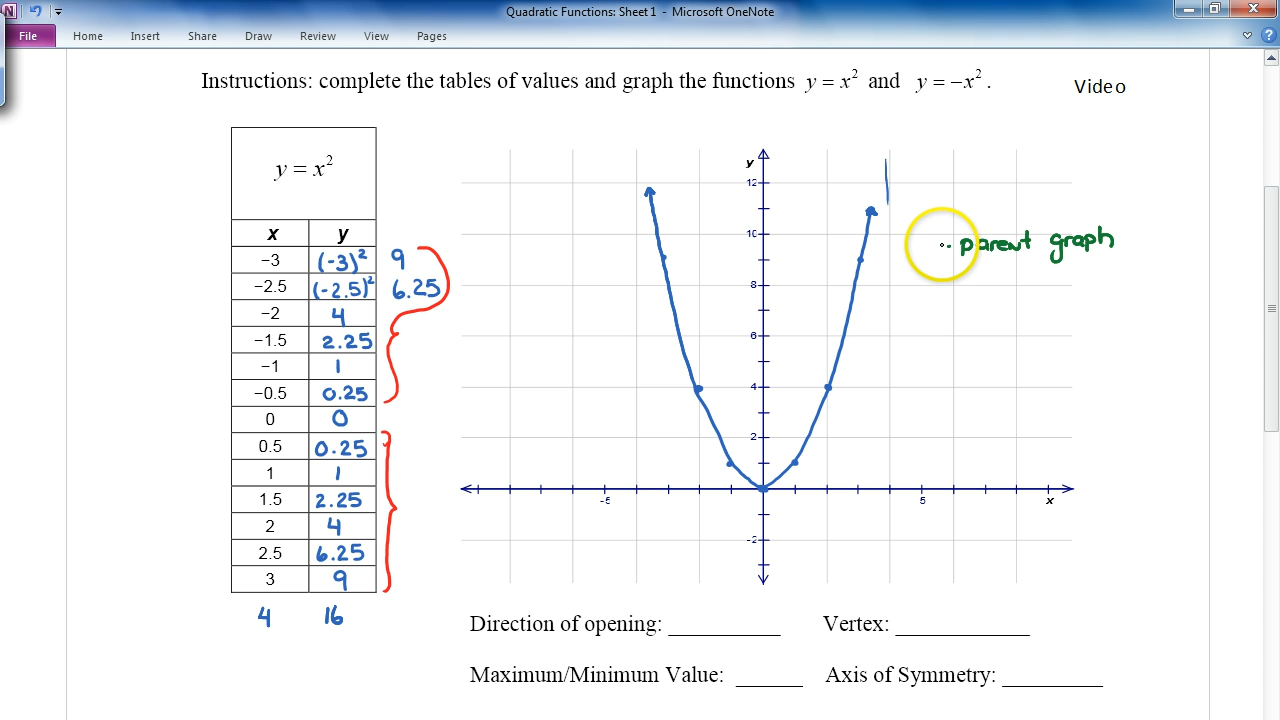 Quadratic Functions: Sheet 1 - Microsoft OneNote
File Home Insert Share Draw Review View Pages
Instructions: complete the tables of values and graph the functions y = x² and y = −x².
Video
y = x²
x y
−3 (-3)² 9
−2.5 (-2.5)² 6.25
−2 4
−1.5 2.25
−1 1
−0.5 0.25
0 0
0.5 0.25
1 1
1.5 2.25
2 4
2.5 6.25
3 9
4 16
y
12
10
8
6
4
2
-2
-5
5
x
- parent graph
Direction of opening: __________ Vertex: ____________
Maximum/Minimum Value: ______ Axis of Symmetry: _________